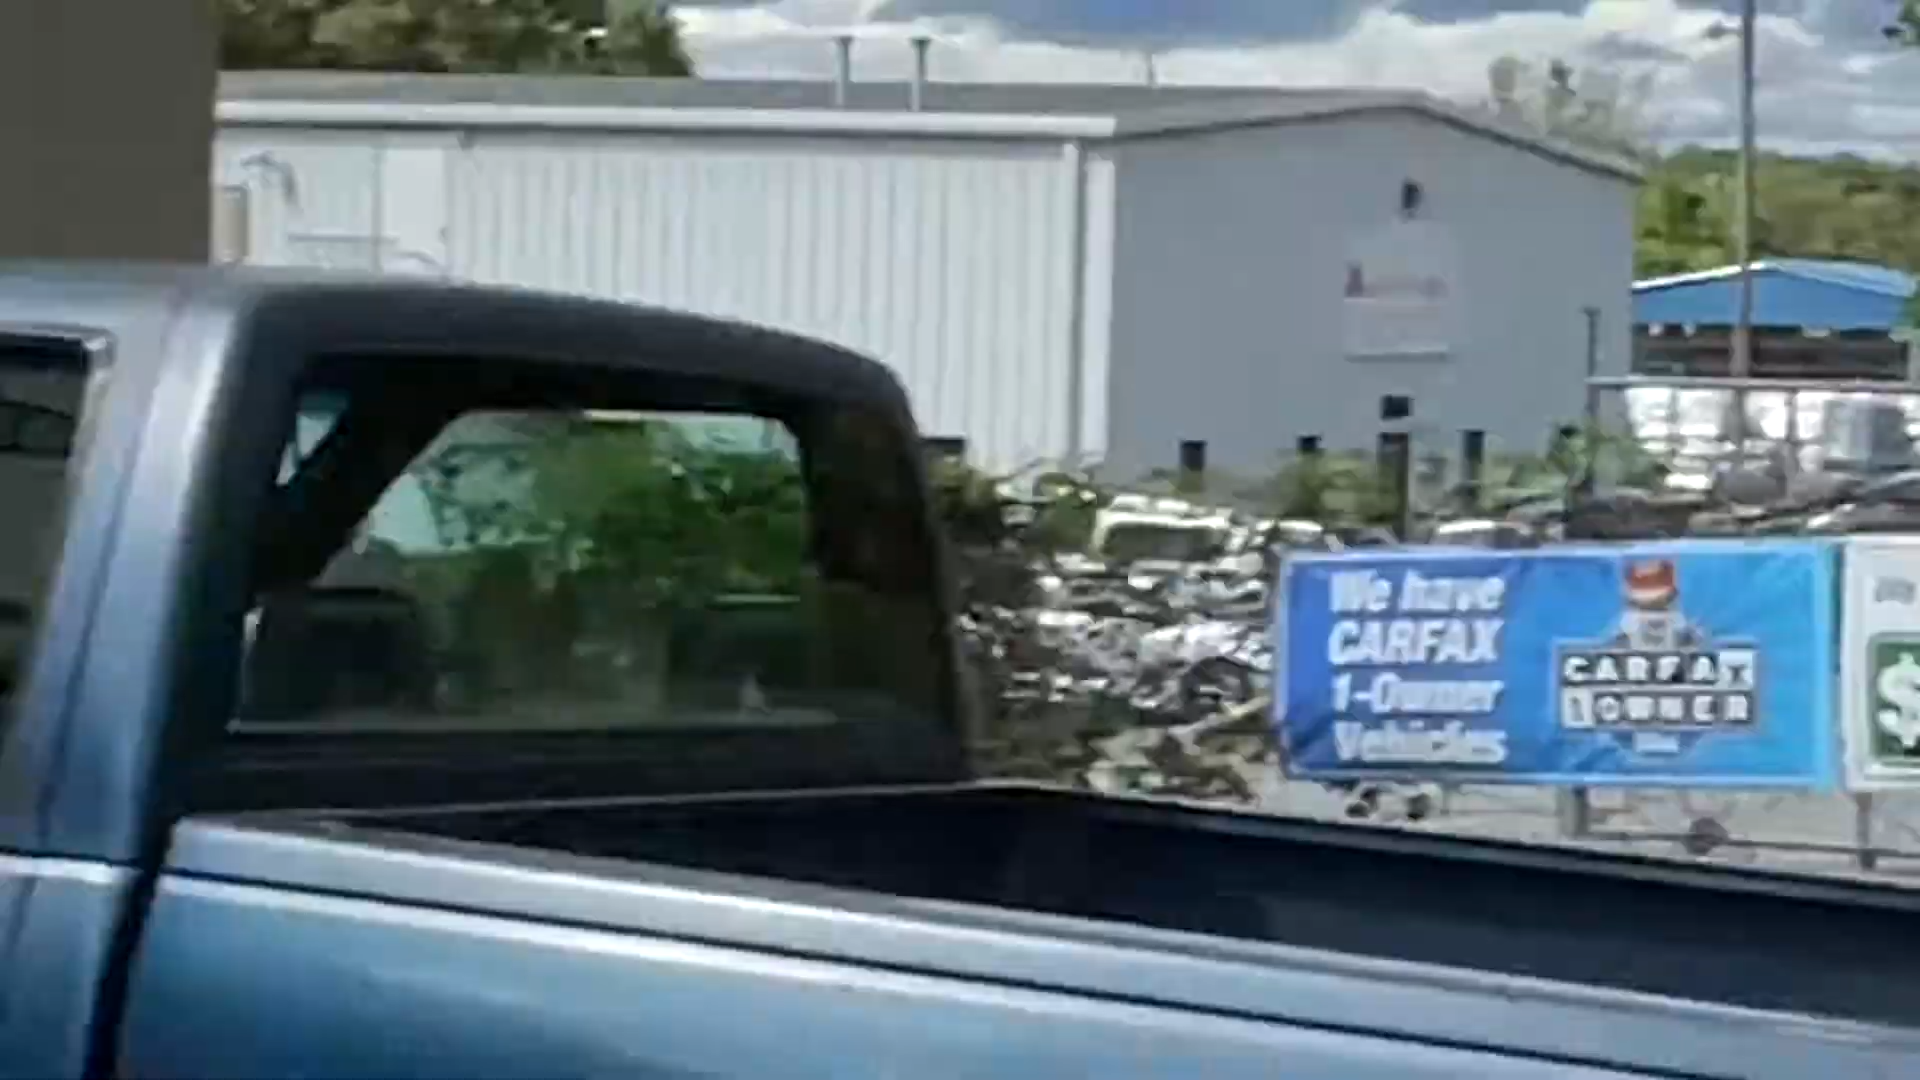 We have
CARFAX
1-Owner
Vehicles
CARFAX
1 OWNER
$